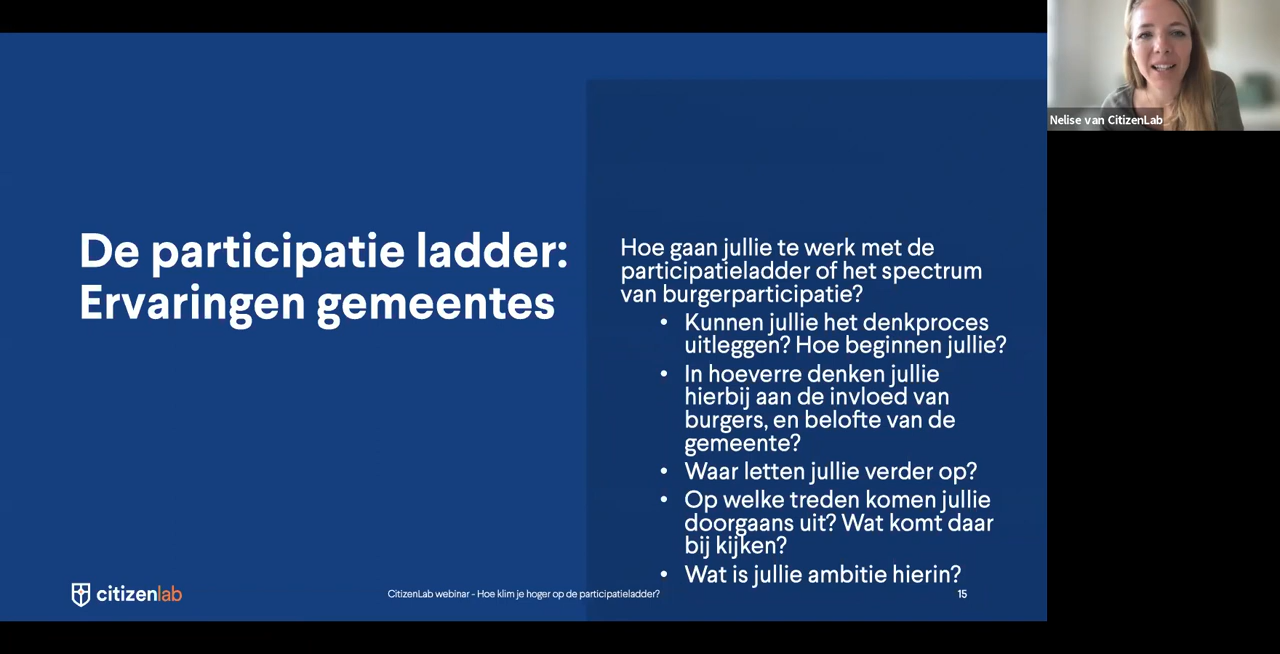 De participatie ladder:
Ervaringen gemeentes
Hoe gaan jullie te werk met de
participatieladder of het spectrum
van burgerparticipatie?
• Kunnen jullie het denkproces
uitleggen? Hoe beginnen jullie?
• In hoeverre denken jullie
hierbij aan de invloed van
burgers, en belofte van de
gemeente?
• Waar letten jullie verder op?
• Op welke treden komen jullie
doorgaans uit? Wat komt daar
bij kijken?
• Wat is jullie ambitie hierin?
citizenlab
CitizenLab webinar - Hoe klim je hoger op de participatieladder?
15
Nelise van CitizenLab